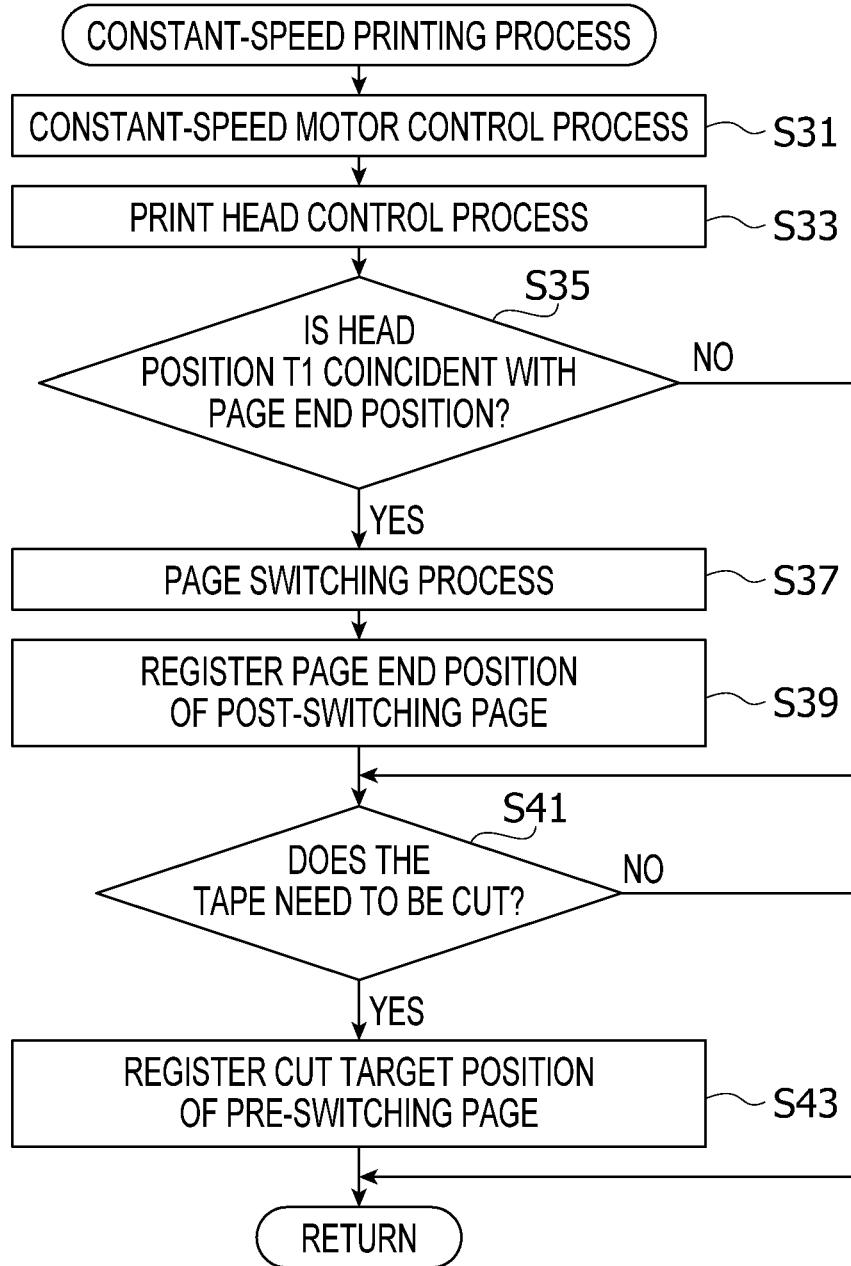 CONSTANT-SPEED PRINTING PROCESS
CONSTANT-SPEED MOTOR CONTROL PROCESS
S31
PRINT HEAD CONTROL PROCESS
S33
S35
IS HEAD
POSITION T1 COINCIDENT WITH
PAGE END POSITION?
NO
YES
PAGE SWITCHING PROCESS
S37
REGISTER PAGE END POSITION
OF POST-SWITCHING PAGE
S39
S41
DOES THE
TAPE NEED TO BE CUT?
NO
YES
REGISTER CUT TARGET POSITION
OF PRE-SWITCHING PAGE
S43
RETURN